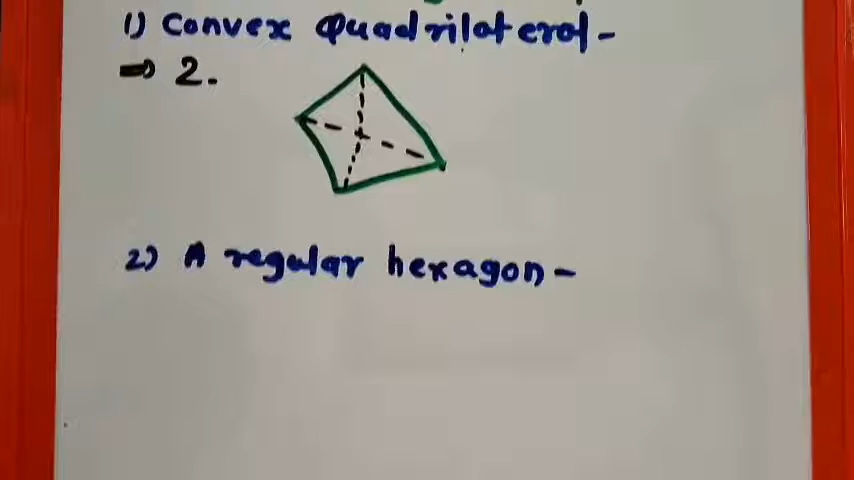 1) Convex Quadrilateral-
⇒ 2.
2) A regular hexagon-